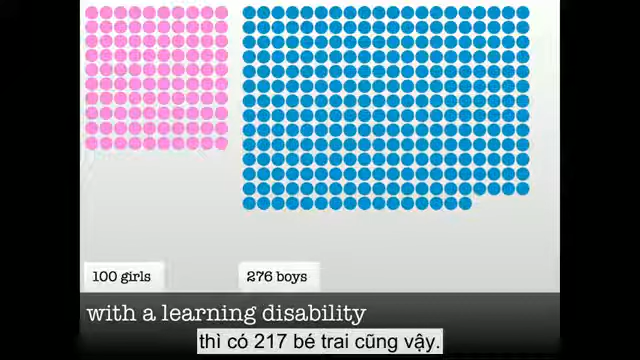 100 girls
276 boys
with a learning disability
thì có 217 bé trai cũng vậy.